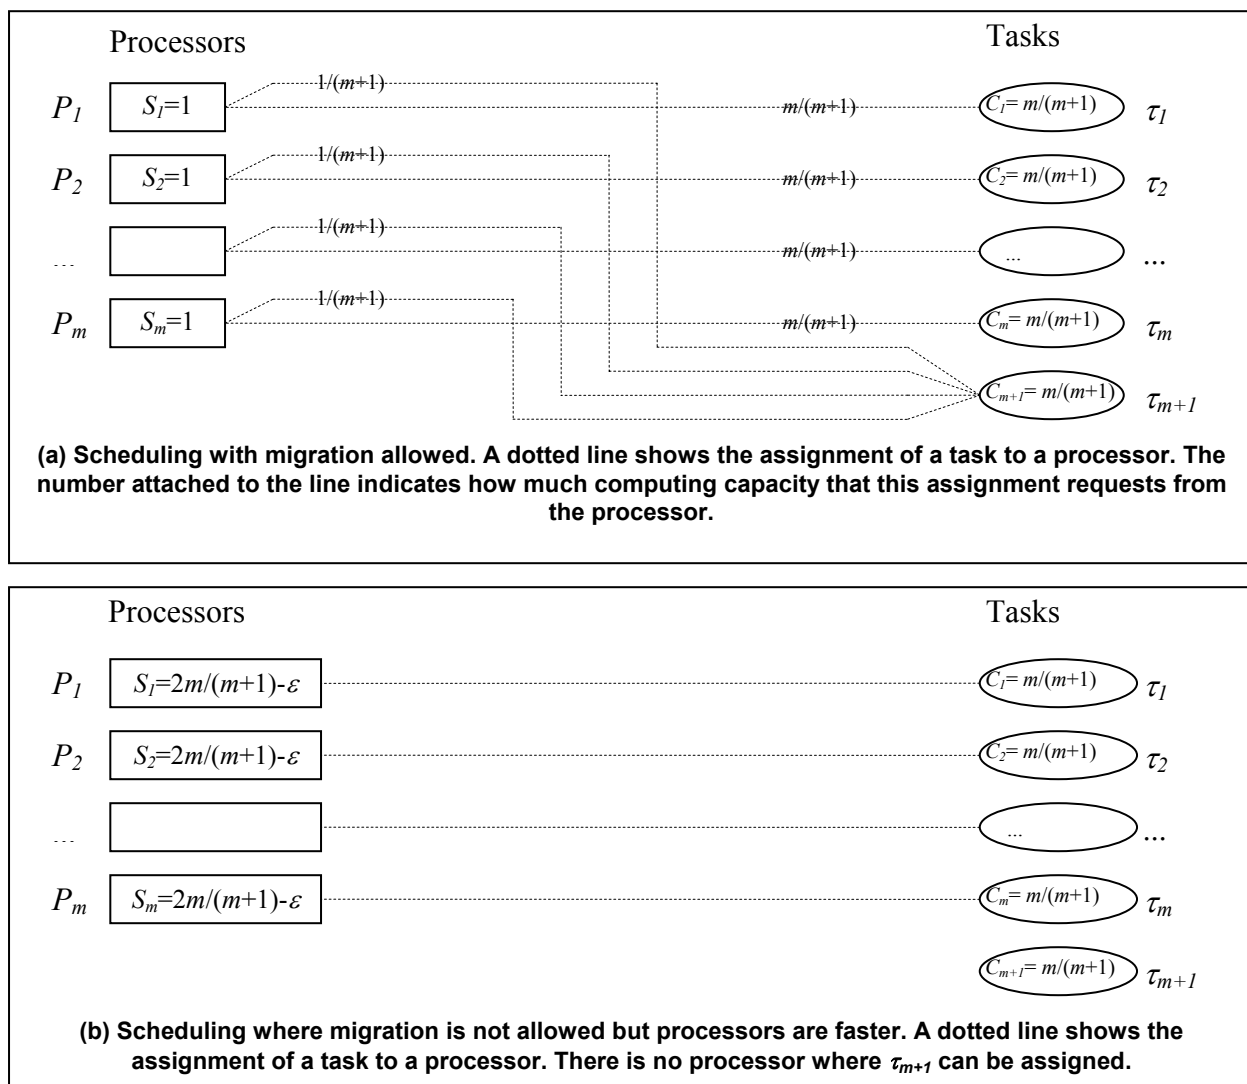 Processors Tasks
1/(m+1)
P1 S1=1 m/(m+1) C1= m/(m+1) τ1
1/(m+1)
P2 S2=1 m/(m+1) C2= m/(m+1) τ2
1/(m+1)
... m/(m+1) ... ...
1/(m+1)
Pm Sm=1 m/(m+1) Cm= m/(m+1) τm
Cm+1= m/(m+1) τm+1
(a) Scheduling with migration allowed. A dotted line shows the assignment of a task to a processor. The
number attached to the line indicates how much computing capacity that this assignment requests from
the processor.
Processors Tasks
P1 S1=2m/(m+1)-ε C1= m/(m+1) τ1
P2 S2=2m/(m+1)-ε C2= m/(m+1) τ2
... ... ...
Pm Sm=2m/(m+1)-ε Cm= m/(m+1) τm
Cm+1= m/(m+1) τm+1
(b) Scheduling where migration is not allowed but processors are faster. A dotted line shows the
assignment of a task to a processor. There is no processor where τm+1 can be assigned.